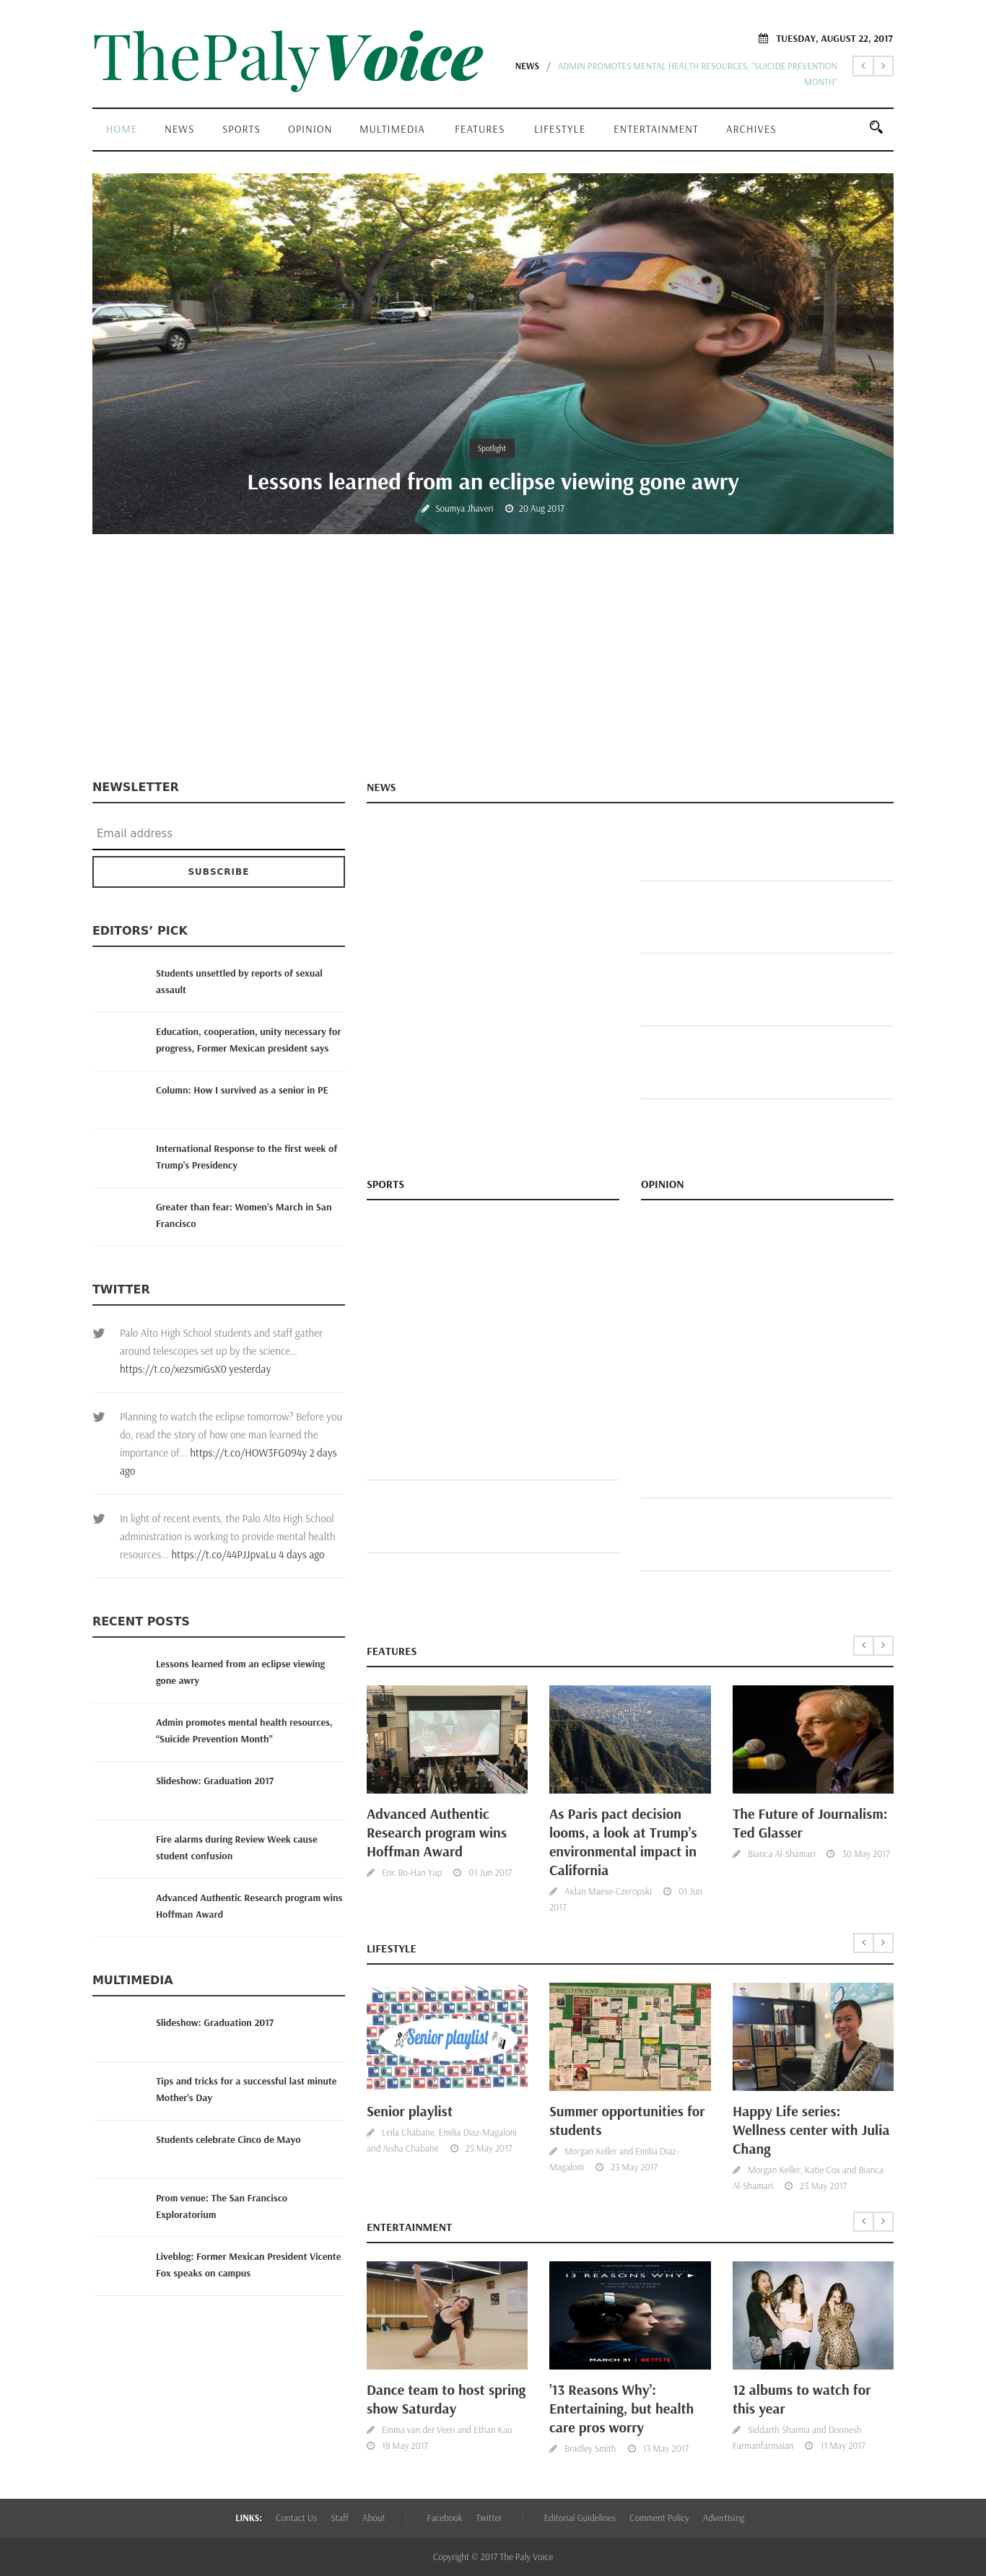 ThePalyVoice
TUESDAY, AUGUST 22, 2017
NEWS / ADMIN PROMOTES MENTAL HEALTH RESOURCES, "SUICIDE PREVENTION
MONTH"
HOME NEWS SPORTS OPINION MULTIMEDIA FEATURES LIFESTYLE ENTERTAINMENT ARCHIVES
Spotlight
Lessons learned from an eclipse viewing gone awry
Soumya Jhaveri 20 Aug 2017
NEWSLETTER
Email address
SUBSCRIBE
EDITORS’ PICK
Students unsettled by reports of sexual
assault
Education, cooperation, unity necessary for
progress, Former Mexican president says
Column: How I survived as a senior in PE
International Response to the first week of
Trump’s Presidency
Greater than fear: Women’s March in San
Francisco
TWITTER
Palo Alto High School students and staff gather
around telescopes set up by the science...
https://t.co/xezsmiGsX0 yesterday
Planning to watch the eclipse tomorrow? Before you
do, read the story of how one man learned the
importance of... https://t.co/HOW3FG094y 2 days
ago
In light of recent events, the Palo Alto High School
administration is working to provide mental health
resources... https://t.co/44PJJpvaLu 4 days ago
RECENT POSTS
Lessons learned from an eclipse viewing
gone awry
Admin promotes mental health resources,
“Suicide Prevention Month”
Slideshow: Graduation 2017
Fire alarms during Review Week cause
student confusion
Advanced Authentic Research program wins
Hoffman Award
MULTIMEDIA
Slideshow: Graduation 2017
Tips and tricks for a successful last minute
Mother’s Day
Students celebrate Cinco de Mayo
Prom venue: The San Francisco
Exploratorium
Liveblog: Former Mexican President Vicente
Fox speaks on campus
NEWS
SPORTS
OPINION
FEATURES
Advanced Authentic
Research program wins
Hoffman Award
Eric Bo-Han Yap 01 Jun 2017
As Paris pact decision
looms, a look at Trump’s
environmental impact in
California
Aidan Maese-Czeropski 01 Jun
2017
The Future of Journalism:
Ted Glasser
Bianca Al-Shamari 30 May 2017
LIFESTYLE
Senior playlist
Senior playlist
Leila Chabane, Emilia Diaz-Magaloni
and Aisha Chabane 25 May 2017
EMPLOYMENT JOB BOARD
Summer opportunities for
students
Morgan Keller and Emilia Diaz-
Magaloni 23 May 2017
Happy Life series:
Wellness center with Julia
Chang
Morgan Keller, Katie Cox and Bianca
Al-Shamari 23 May 2017
ENTERTAINMENT
Dance team to host spring
show Saturday
Emma van der Veen and Ethan Kao
18 May 2017
13 REASONS WHY
MARCH 31 | NETFLIX
’13 Reasons Why’:
Entertaining, but health
care pros worry
Bradley Smith 13 May 2017
12 albums to watch for
this year
Siddarth Sharma and Donnesh
Farmanfarmaian 11 May 2017
LINKS: Contact Us Staff About | Facebook Twitter | Editorial Guidelines Comment Policy Advertising
Copyright © 2017 The Paly Voice